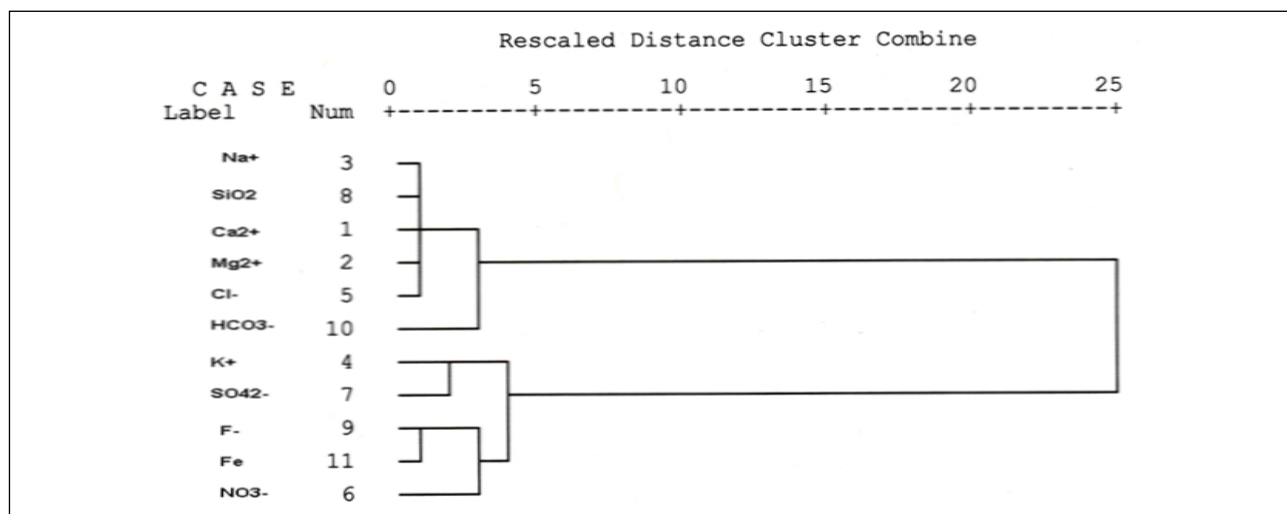 Rescaled Distance Cluster Combine
C A S E 0 5 10 15 20 25
Label Num +---------+---------+---------+---------+---------+
Na+ 3
SiO2 8
Ca2+ 1
Mg2+ 2
Cl- 5
HCO3- 10
K+ 4
SO42- 7
F- 9
Fe 11
NO3- 6